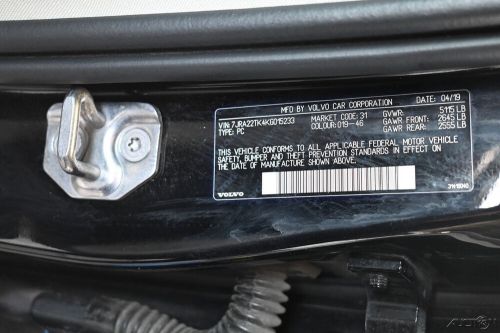 MFD BY VOLVO CAR CORPORATION DATE 04/19
VIN: 7JRA22TK4KG015233 MARKET CODE: 31 GVWR: 5115 LB
TYPE: PC COLOUR: 019-46 GAWR FRONT: 2645 LB
GAWR REAR: 2555 LB
THIS VEHICLE CONFORMS TO ALL APPLICABLE FEDERAL MOTOR VEHICLE
SAFETY, BUMPER AND THEFT PREVENTION STANDARDS IN EFFECT ON THE
DATE OF MANUFACTURE SHOWN ABOVE.
VOLVO